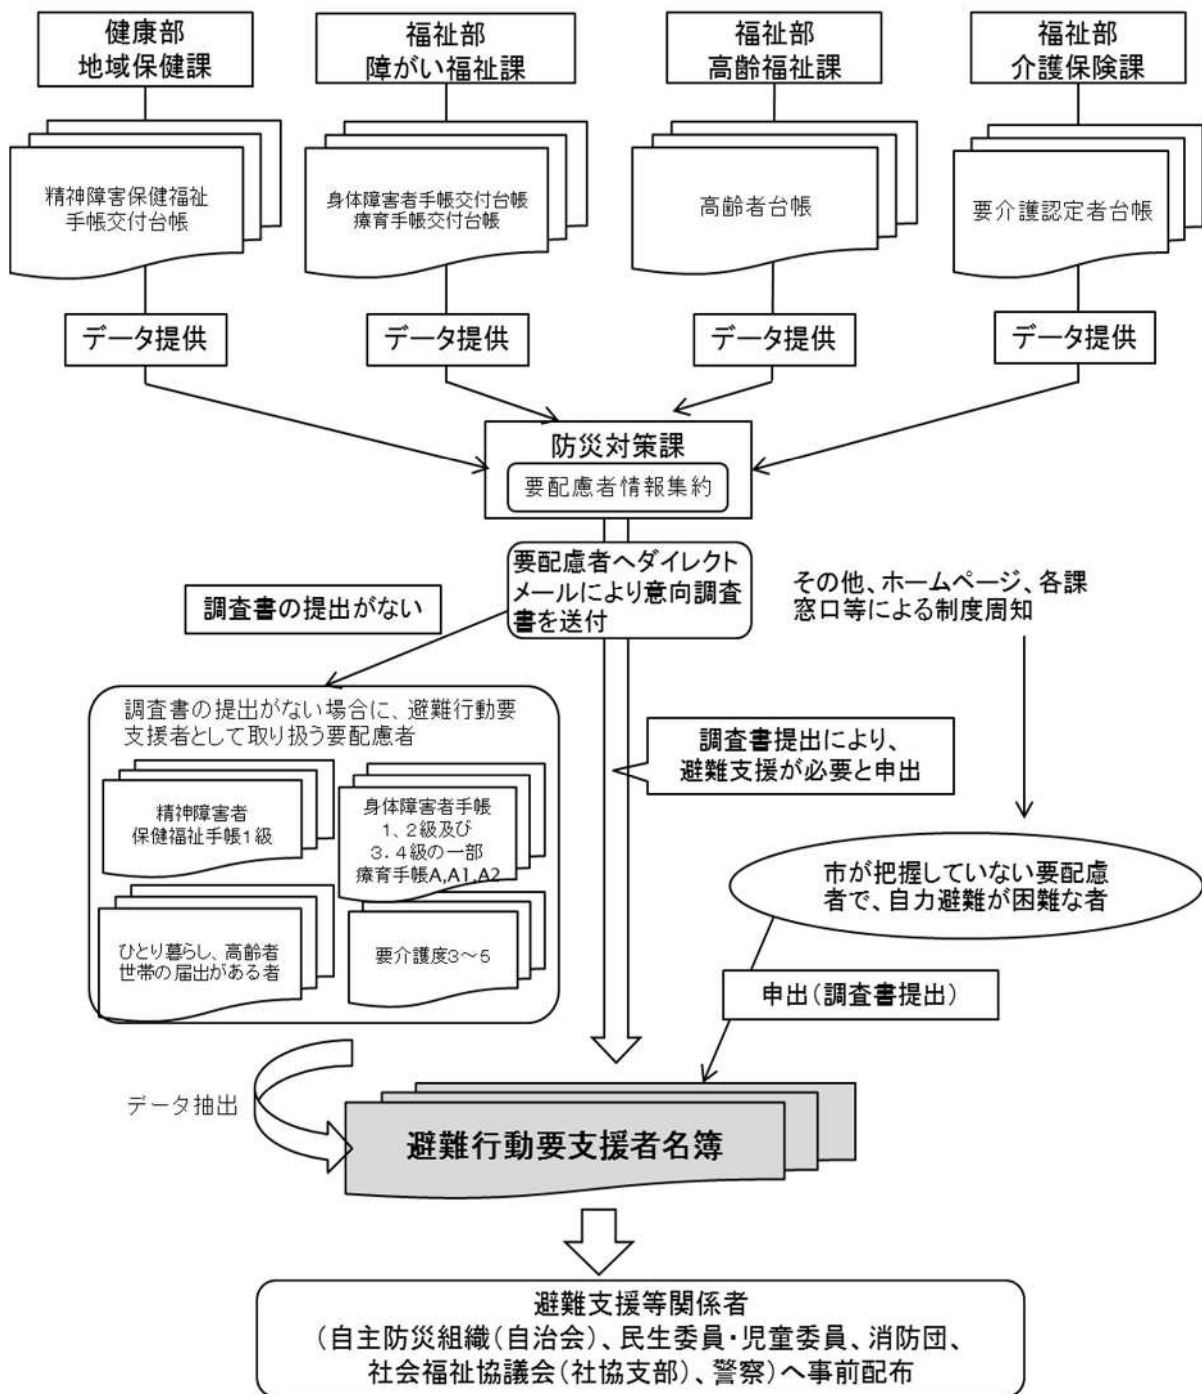 健康部
地域保健課
福祉部
障がい福祉課
福祉部
高齢福祉課
福祉部
介護保険課
精神障害保健福祉
手帳交付台帳
身体障害者手帳交付台帳
療育手帳交付台帳
高齢者台帳
要介護認定者台帳
データ提供
データ提供
データ提供
データ提供
防災対策課
要配慮者情報集約
要配慮者へダイレクト
メールにより意向調査
書を送付
調査書の提出がない
その他、ホームページ、各課
窓口等による制度周知
調査書の提出がない場合に、避難行動要
支援者として取り扱う要配慮者
精神障害者
保健福祉手帳1級
身体障害者手帳
1、2級及び
3．4級の一部
療育手帳A,A1,A2
ひとり暮らし、高齢者
世帯の届出がある者
要介護度3～5
調査書提出により、
避難支援が必要と申出
市が把握していない要配慮
者で、自力避難が困難な者
申出（調査書提出）
データ抽出
避難行動要支援者名簿
避難支援等関係者
（自主防災組織（自治会）、民生委員・児童委員、消防団、
社会福祉協議会（社協支部）、警察）へ事前配布